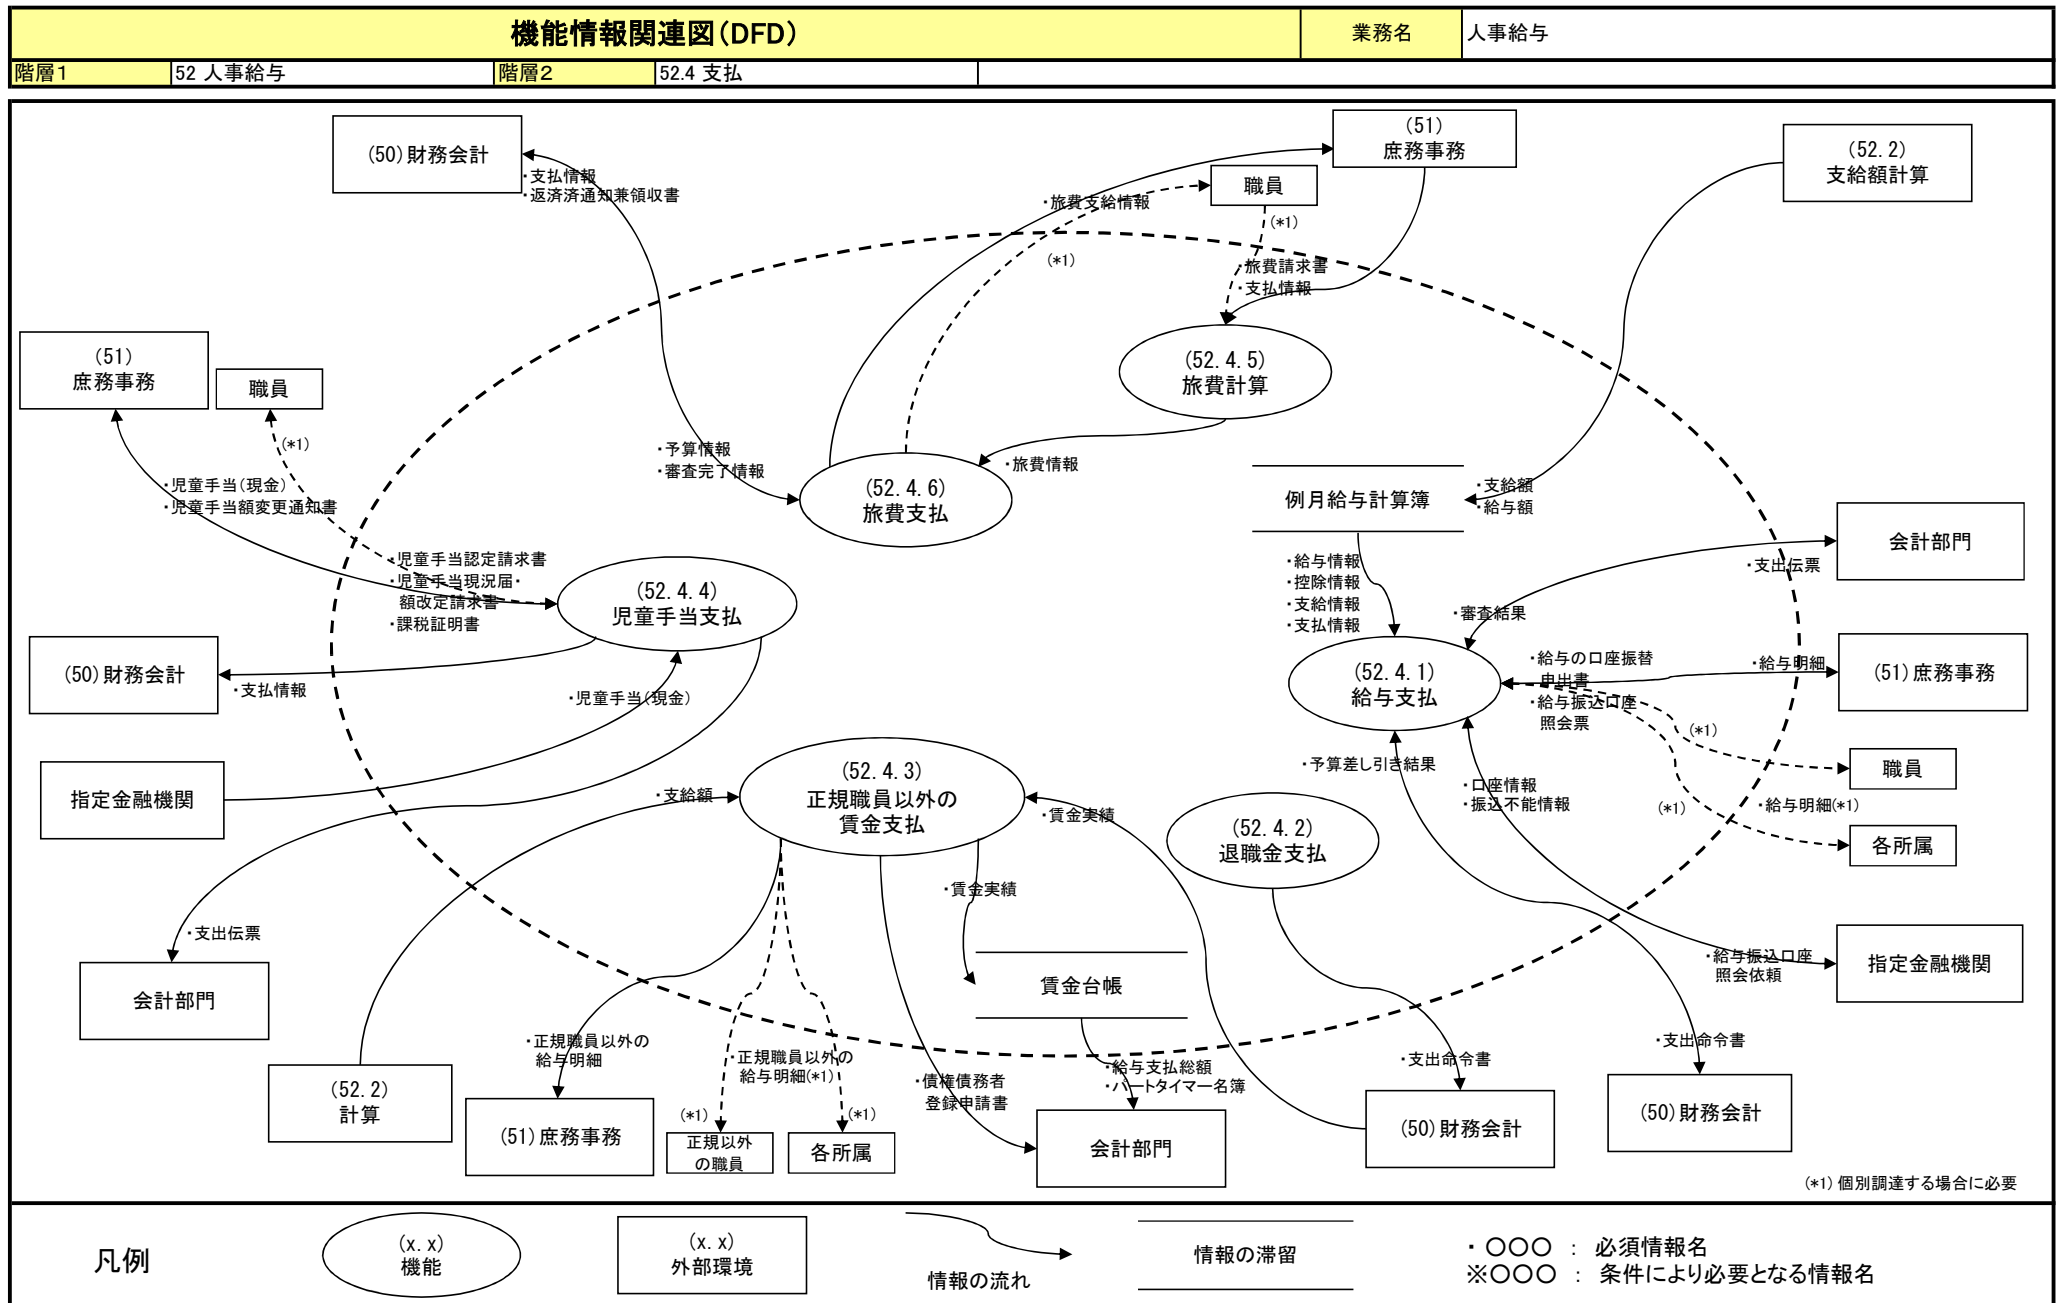 機能情報関連図(DFD)
業務名
人事給与
階層1
52 人事給与
階層2
52.4 支払
(50)財務会計
・支払情報
・返済済通知兼領収書
(51)
庶務事務
職員
・旅費支給情報
(*1)
(*1)
・旅費請求書
・支払情報
(52.2)
支給額計算
(51)
庶務事務
職員
(*1)
・児童手当(現金)
・児童手当額変更通知書
(52.4.5)
旅費計算
・予算情報
・審査完了情報
(52.4.6)
旅費支払
・旅費情報
例月給与計算簿
・支給額
・給与額
・児童手当認定請求書
・児童手当現況届・
額改定請求書
・課税証明書
(52.4.4)
児童手当支払
・給与情報
・控除情報
・支給情報
・支払情報
会計部門
・支出伝票
・審査結果
(50)財務会計
・支払情報
・児童手当(現金)
(52.4.1)
給与支払
・給与の口座振替
申出書
・給与振込口座
照会票
・給与明細
(51)庶務事務
(*1)
職員
(*1)
・給与明細(*1)
各所属
指定金融機関
・支給額
(52.4.3)
正規職員以外の
賃金支払
・賃金実績
(52.4.2)
退職金支払
・予算差し引き結果
・口座情報
・振込不能情報
・賃金実績
・支出伝票
会計部門
賃金台帳
・給与振込口座
照会依頼
指定金融機関
(52.2)
計算
・正規職員以外の
給与明細
(51)庶務事務
・正規職員以外の
給与明細(*1)
(*1)
正規以外
の職員
(*1)
各所属
・債権債務者
登録申請書
・給与支払総額
・パートタイマー名簿
会計部門
・支出命令書
(50)財務会計
・支出命令書
(50)財務会計
(*1)個別調達する場合に必要
凡例
(x.x)
機能
(x.x)
外部環境
情報の流れ
情報の滞留
・ ○○○ : 必須情報名
※○○○ : 条件により必要となる情報名